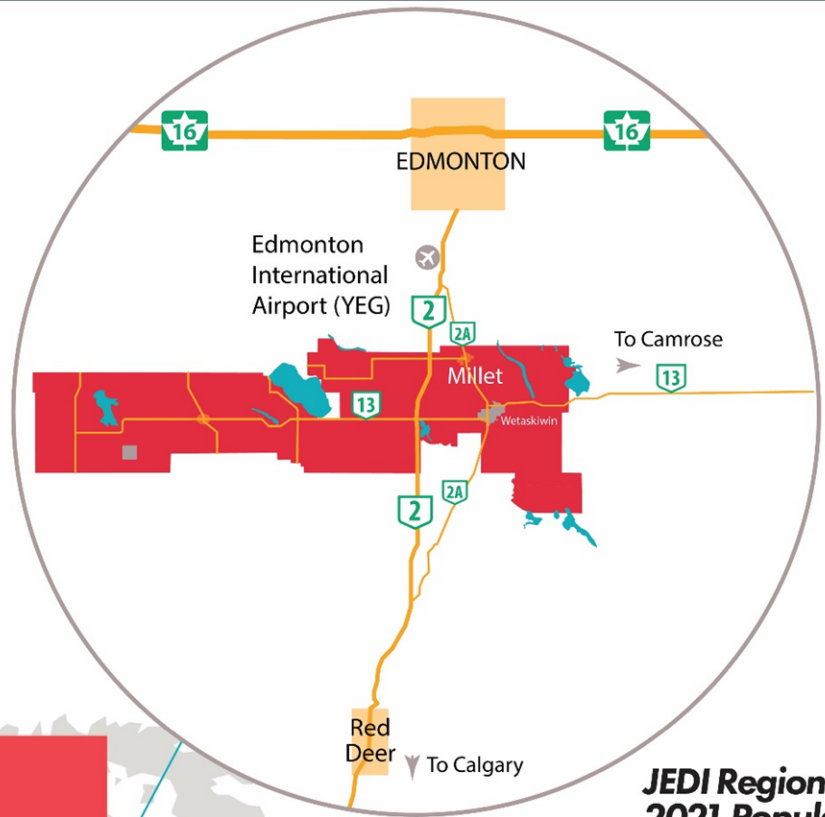 16
16
EDMONTON
Edmonton
International
Airport (YEG)
2
2A
To Camrose
13
Millet
13
Wetaskiwin
2A
2
Red
Deer
To Calgary
JEDI Region
2021